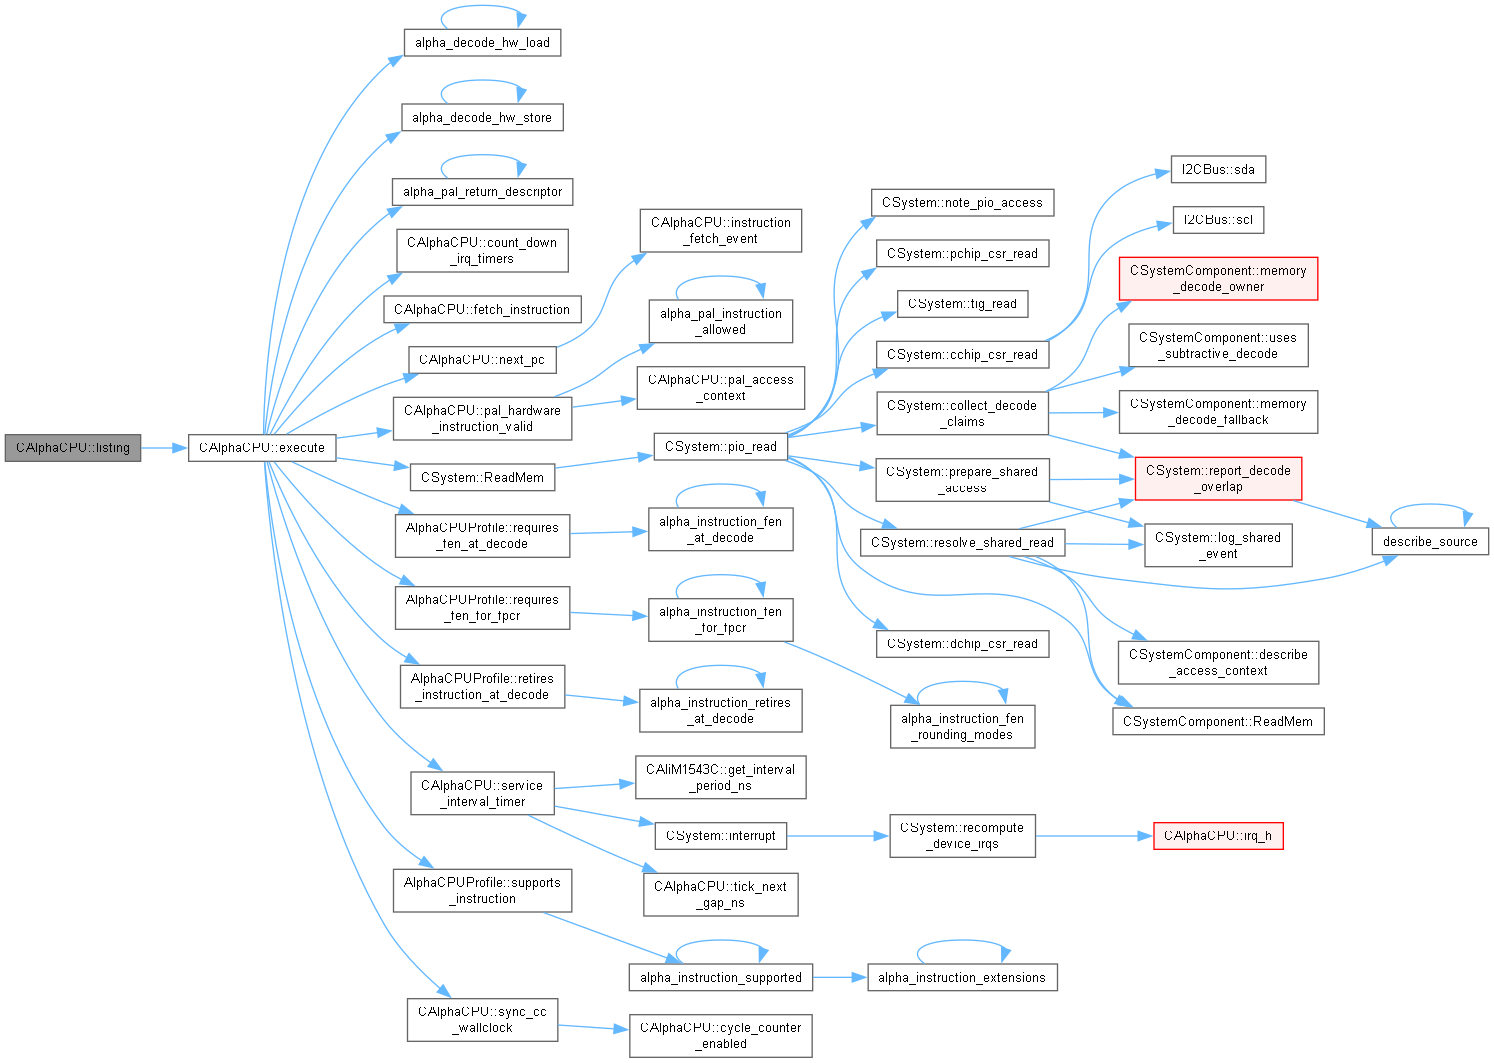 CAlphaCPU::listing
CAlphaCPU::execute
alpha_decode_hw_load
alpha_decode_hw_store
alpha_pal_return_descriptor
CAlphaCPU::count_down
_irq_timers
CAlphaCPU::fetch_instruction
CAlphaCPU::next_pc
CAlphaCPU::pal_hardware
_instruction_valid
CSystem::ReadMem
AlphaCPUProfile::requires
_fen_at_decode
AlphaCPUProfile::requires
_fen_for_fpcr
AlphaCPUProfile::retires
_instruction_at_decode
CAlphaCPU::service
_interval_timer
AlphaCPUProfile::supports
_instruction
CAlphaCPU::sync_cc
_wallclock
CAlphaCPU::instruction
_fetch_event
alpha_pal_instruction
_allowed
CAlphaCPU::pal_access
_context
CSystem::pio_read
alpha_instruction_fen
_at_decode
alpha_instruction_fen
_for_fpcr
alpha_instruction_retires
_at_decode
CAliM1543C::get_interval
_period_ns
CSystem::interrupt
CAlphaCPU::tick_next
_gap_ns
alpha_instruction_supported
CAlphaCPU::cycle_counter
_enabled
CSystem::note_pio_access
CSystem::pchip_csr_read
CSystem::tig_read
CSystem::cchip_csr_read
CSystem::collect_decode
_claims
CSystem::prepare_shared
_access
CSystem::resolve_shared_read
CSystem::dchip_csr_read
alpha_instruction_fen
_rounding_modes
CSystem::recompute
_device_irqs
alpha_instruction_extensions
I2CBus::sda
I2CBus::scl
CSystemComponent::memory
_decode_owner
CSystemComponent::uses
_subtractive_decode
CSystemComponent::memory
_decode_fallback
CSystem::report_decode
_overlap
CSystem::log_shared
_event
CSystemComponent::describe
_access_context
CSystemComponent::ReadMem
CAlphaCPU::irq_h
describe_source